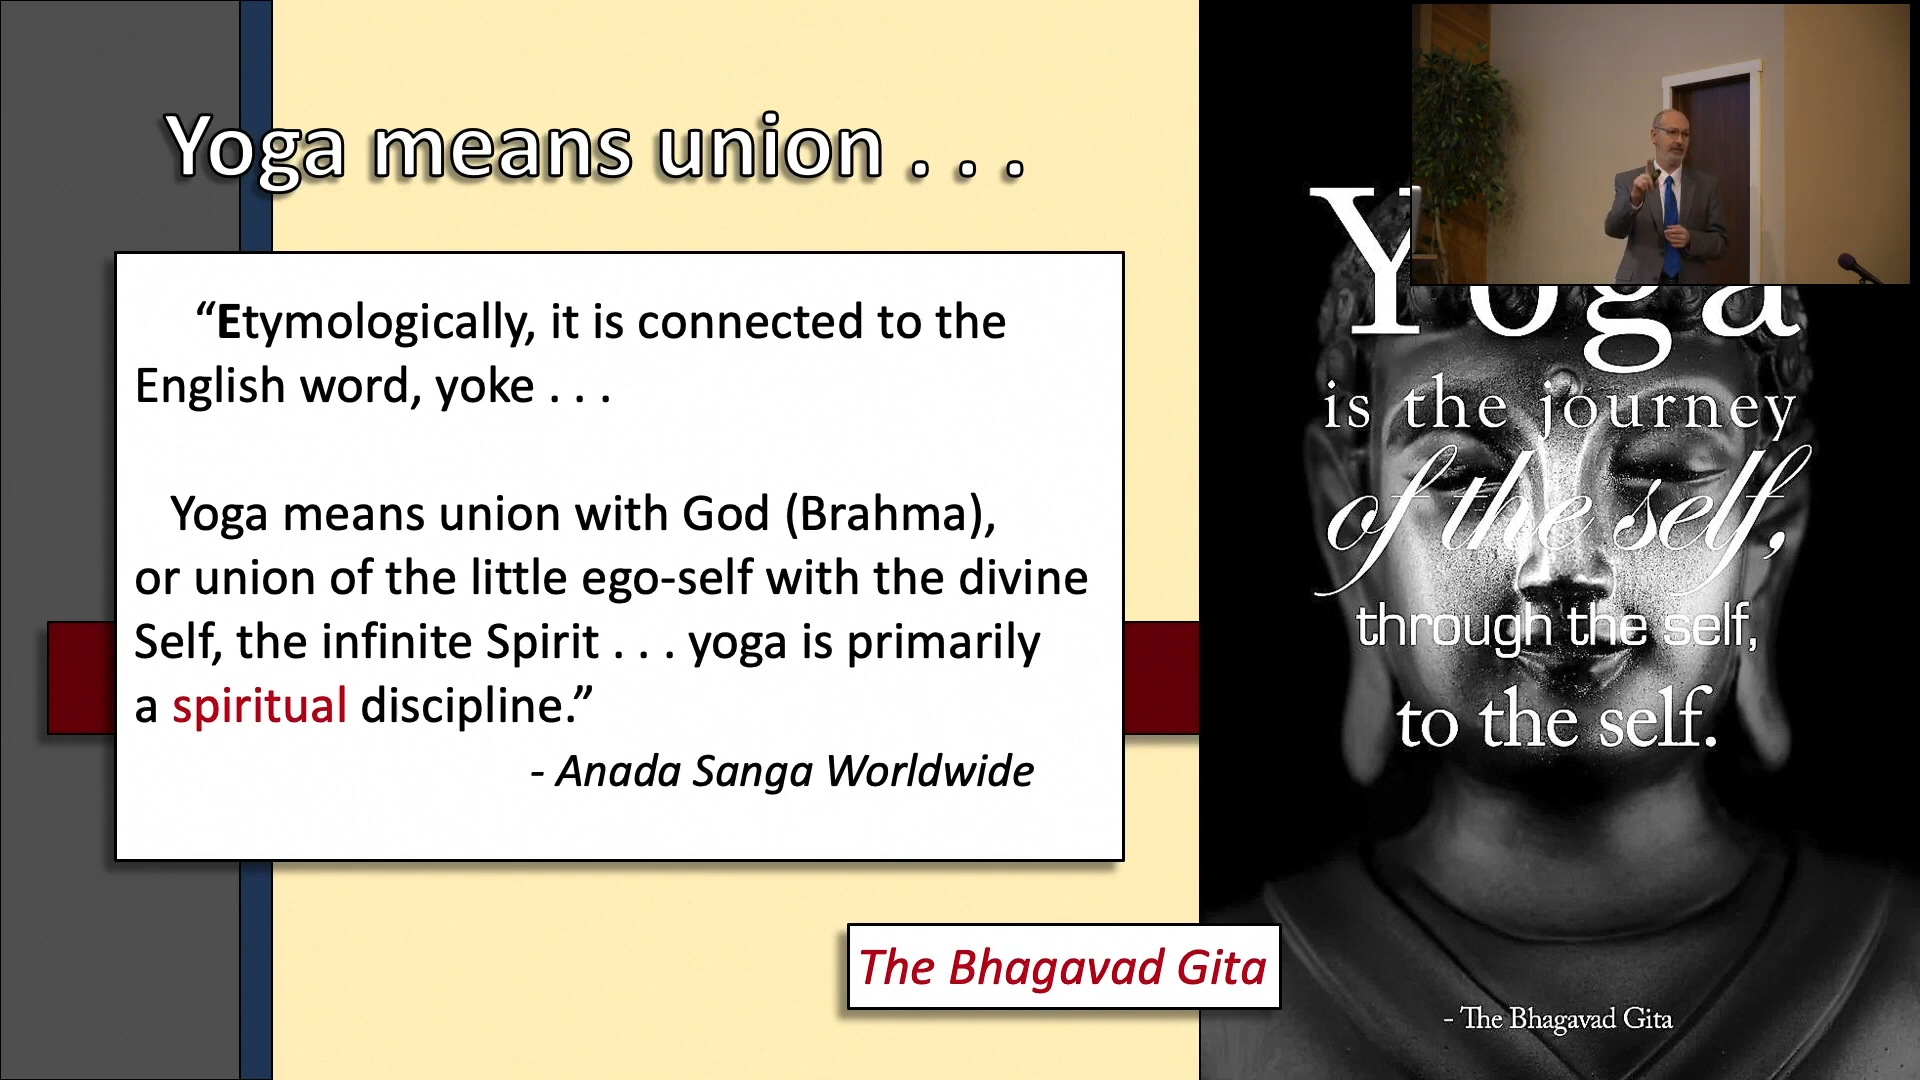 Yoga means union . . .
“Etymologically, it is connected to the
English word, yoke . . .
Yoga means union with God (Brahma),
or union of the little ego-self with the divine
Self, the infinite Spirit . . . yoga is primarily
a spiritual discipline.”
- Anada Sanga Worldwide
The Bhagavad Gita
Yoga
is the journey
of the self,
through the self,
to the self.
- The Bhagavad Gita